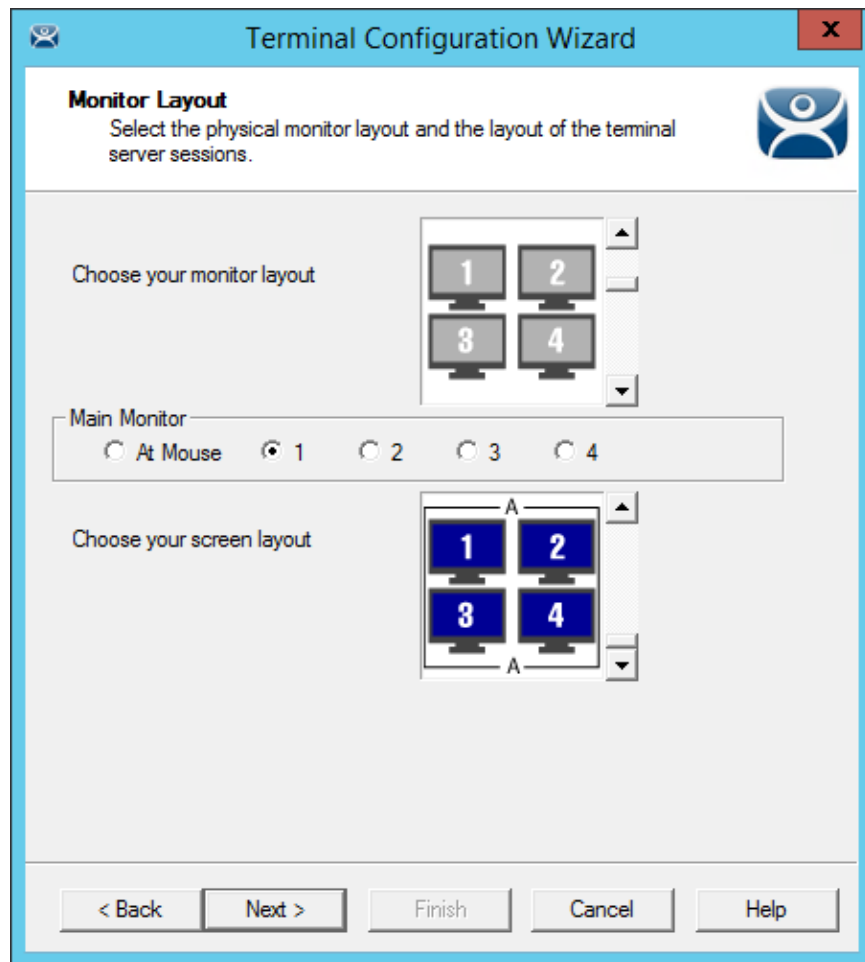 Terminal Configuration Wizard
x
Monitor Layout
Select the physical monitor layout and the layout of the terminal
server sessions.
Choose your monitor layout
1 2
3 4
Main Monitor
At Mouse 1 2 3 4
Choose your screen layout
A
1 2
3 4
A
< Back Next > Finish Cancel Help